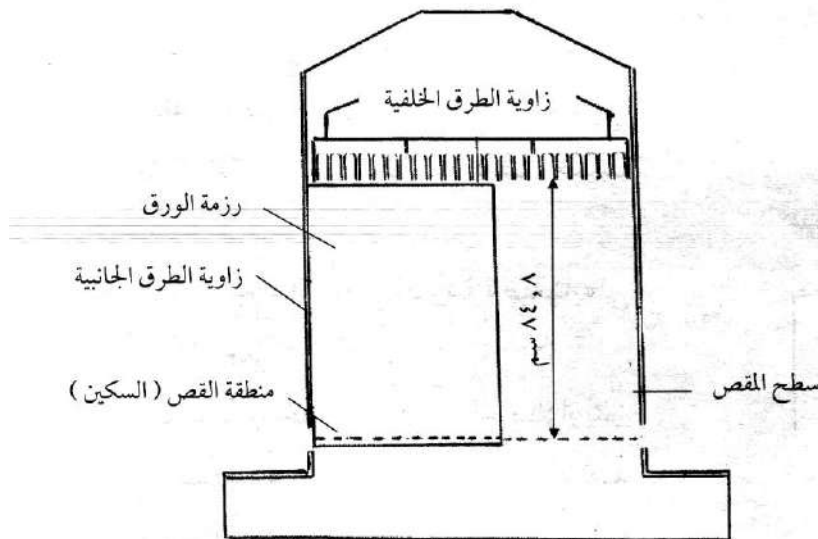 زاوية الطرق الخلفية
رزمة الورق
زاوية الطرق الجانبية
٨٤,٨ سم
سطح المقص
منطقة القص ( السكين )